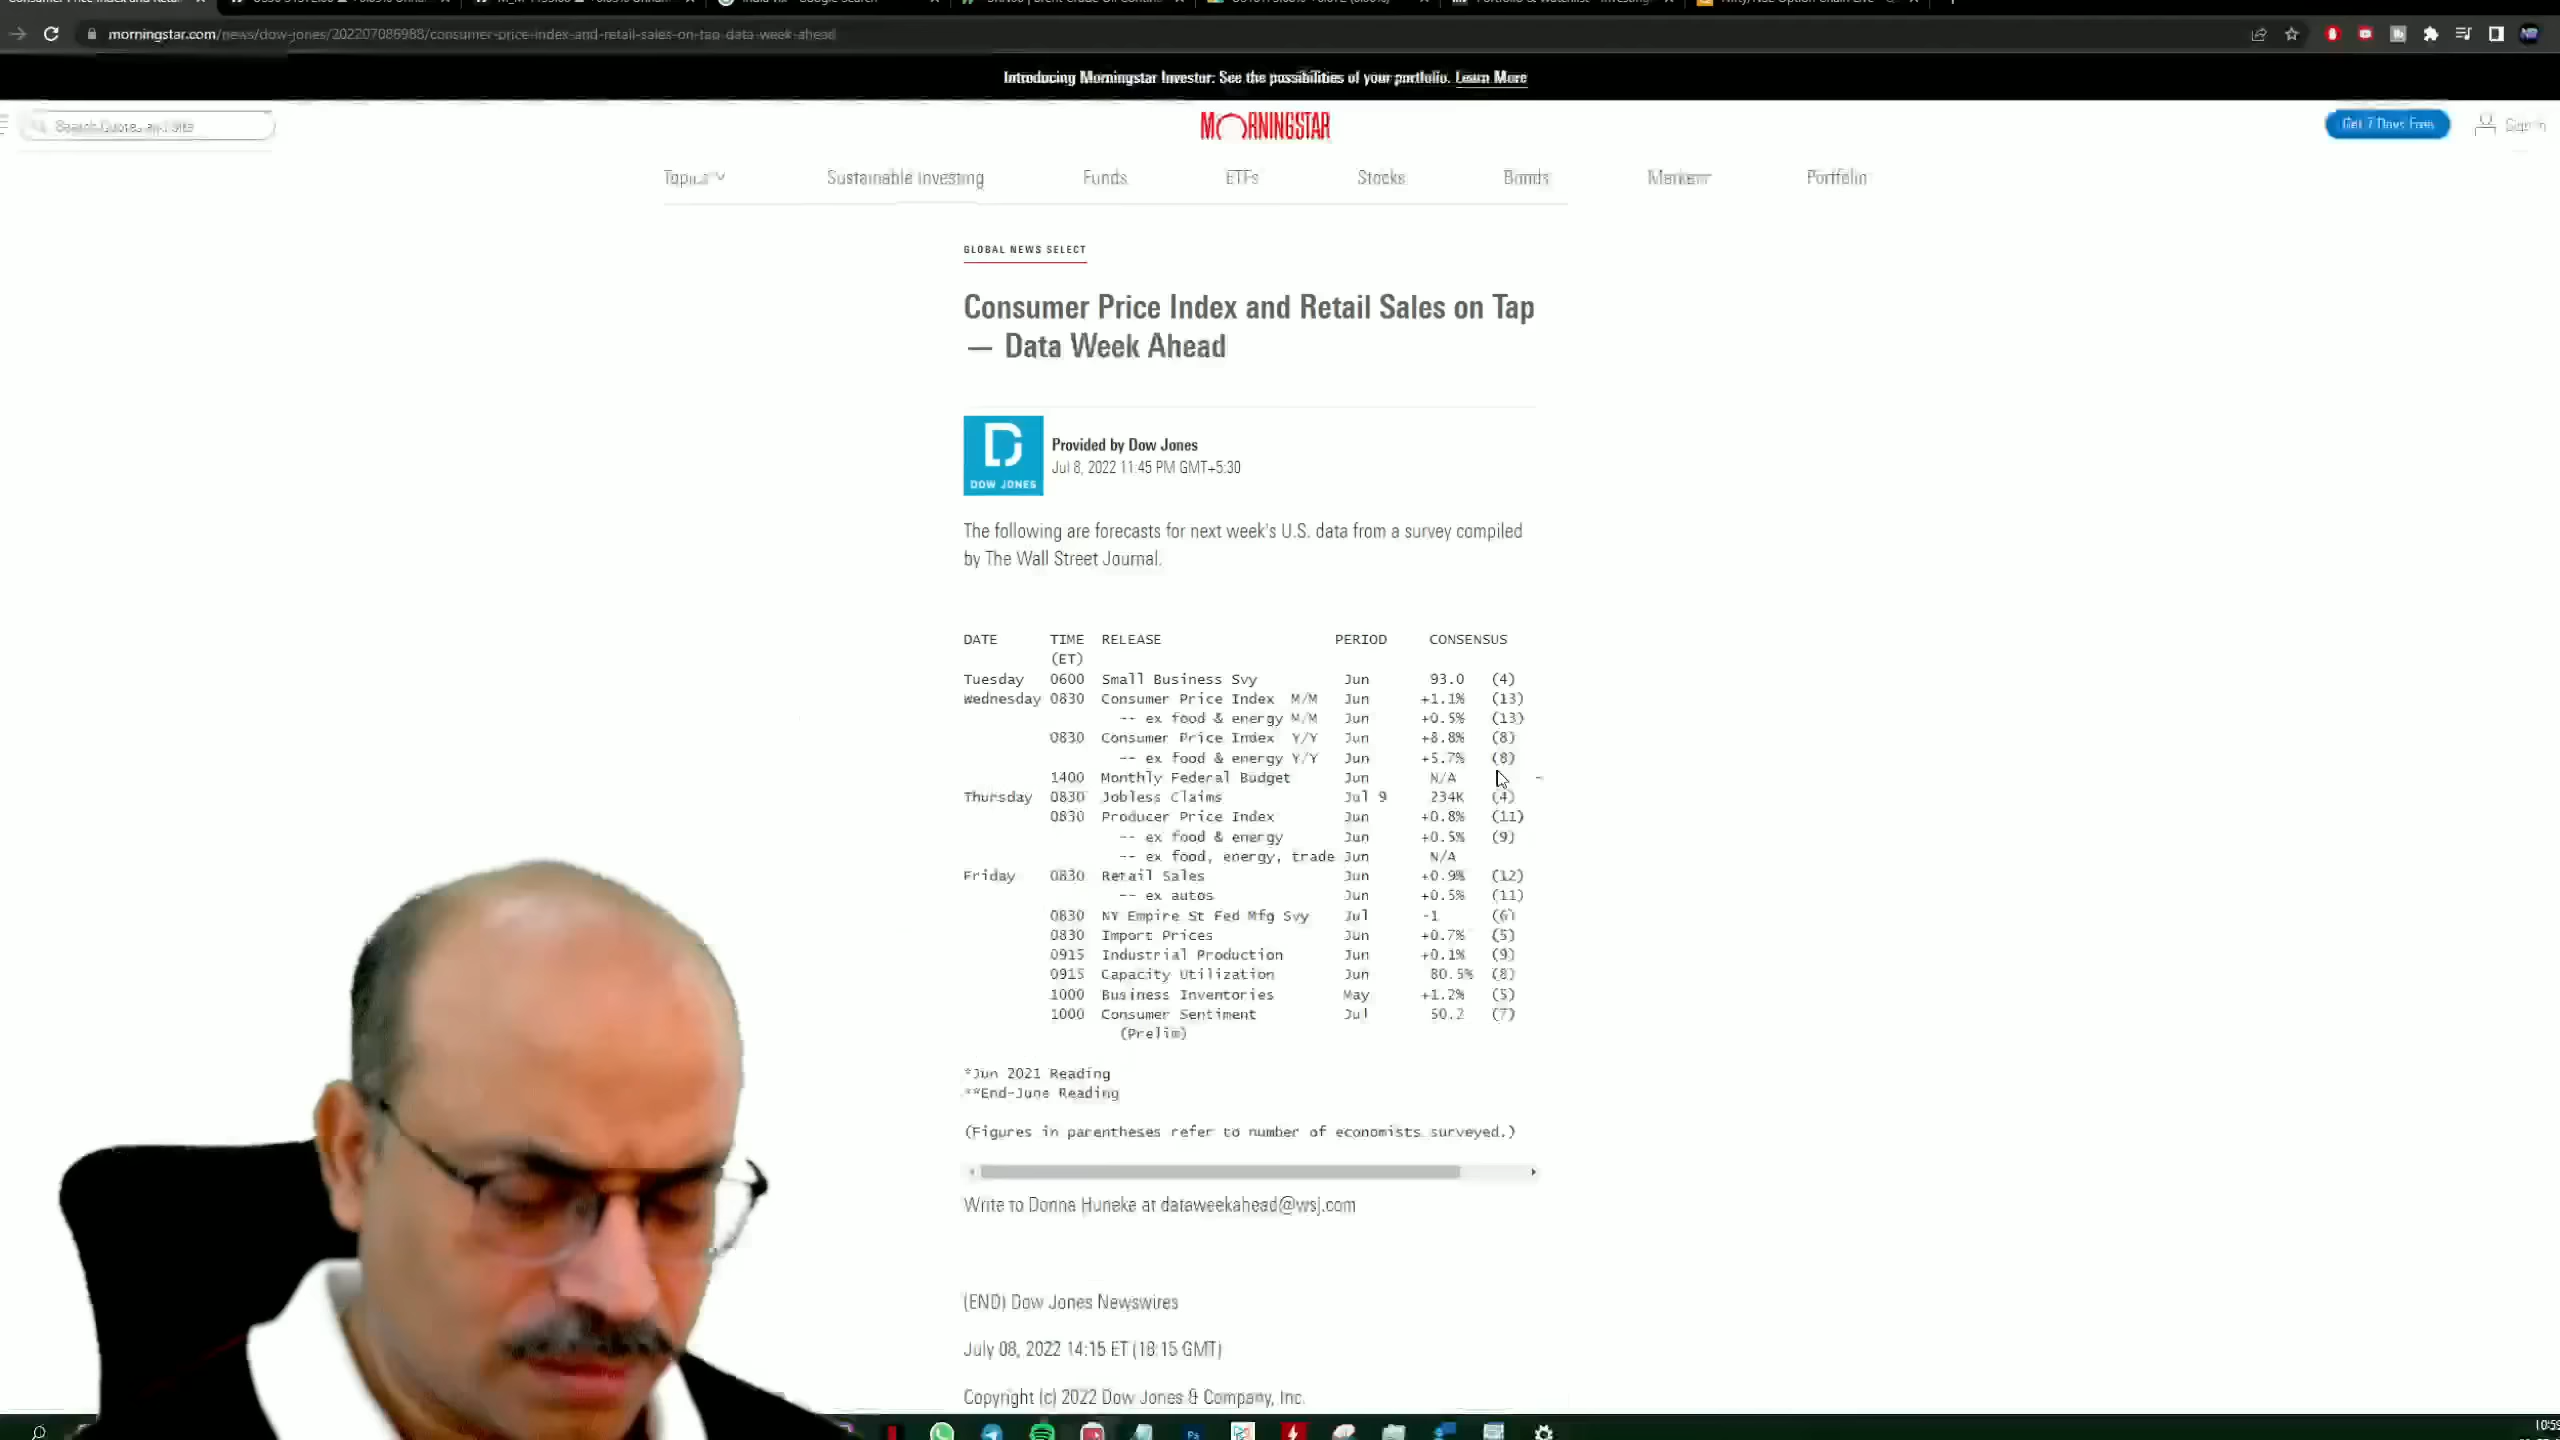 morningstar.com/news/dow-jones/202207086988/consumer-price-index-and-retail-sales-on-tap-data-week-ahead
Introducing Morningstar Investor: See the possibilities of your portfolio. Learn More
MORNINGSTAR
Get 7 Days Free
Sign In
Topics Sustainable Investing Funds ETFs Stocks Bonds Portfolio
GLOBAL NEWS SELECT
Consumer Price Index and Retail Sales on Tap
— Data Week Ahead
Provided by Dow Jones
Jul 8, 2022 11:45 PM GMT+5:30
DOW JONES
The following are forecasts for next week's U.S. data from a survey compiled
by The Wall Street Journal.
DATE TIME RELEASE PERIOD CONSENSUS
(ET)
Tuesday 0600 Small Business Svy Jun 93.0 (4)
Wednesday 0830 Consumer Price Index M/M Jun +1.1% (13)
-- ex food & energy M/M Jun +0.5% (13)
0830 Consumer Price Index Y/Y Jun +8.8% (8)
-- ex food & energy Y/Y Jun +5.7% (8)
1400 Monthly Federal Budget Jun N/A
Thursday 0830 Jobless Claims Jul 9 234K (4)
0830 Producer Price Index Jun +0.8% (11)
-- ex food & energy Jun +0.5% (9)
-- ex food, energy, trade Jun N/A
Friday 0830 Retail Sales Jun +0.9% (12)
-- ex autos Jun +0.5% (11)
0830 NY Empire St Fed Mfg Svy Jul -1 (6)
0830 Import Prices Jun +0.7% (5)
0915 Industrial Production Jun +0.1% (9)
0915 Capacity Utilization Jun 80.5% (8)
1000 Business Inventories May +1.2% (5)
1000 Consumer Sentiment Jul 50.2 (7)
(Prelim)
*Jun 2021 Reading
**End-June Reading
(Figures in parentheses refer to number of economists surveyed.)
Write to Donna Huneke at dataweekahead@wsj.com
(END) Dow Jones Newswires
July 08, 2022 14:15 ET (18:15 GMT)
Copyright (c) 2022 Dow Jones & Company, Inc.